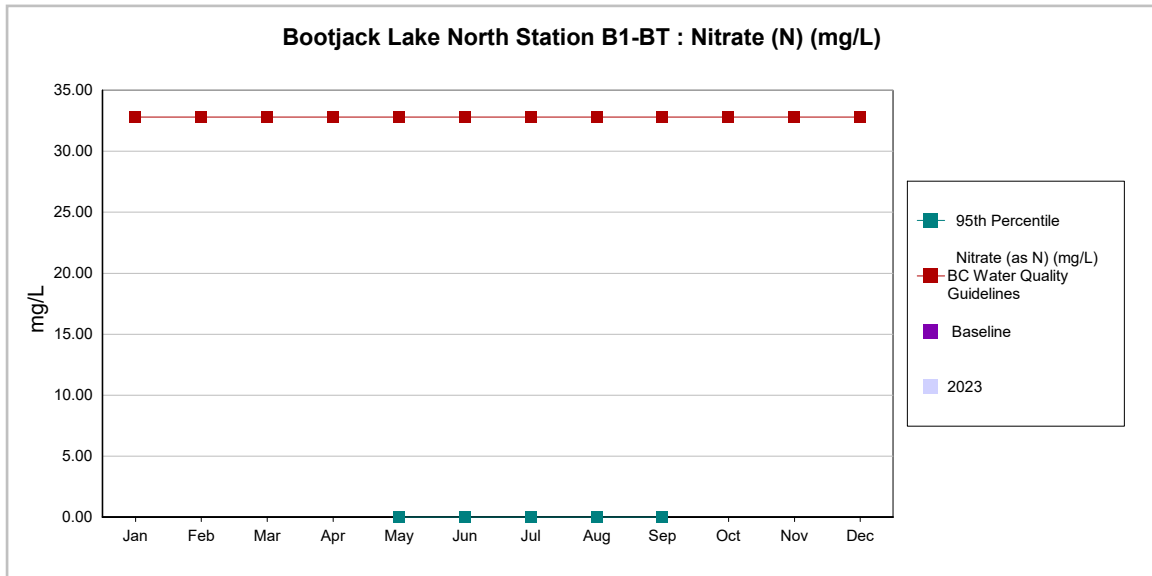 Bootjack Lake North Station B1-BT : Nitrate (N) (mg/L)
35.00
30.00
25.00
20.00
15.00
10.00
5.00
0.00
mg/L
Jan Feb Mar Apr May Jun Jul Aug Sep Oct Nov Dec
95th Percentile
Nitrate (as N) (mg/L)
BC Water Quality
Guidelines
Baseline
2023